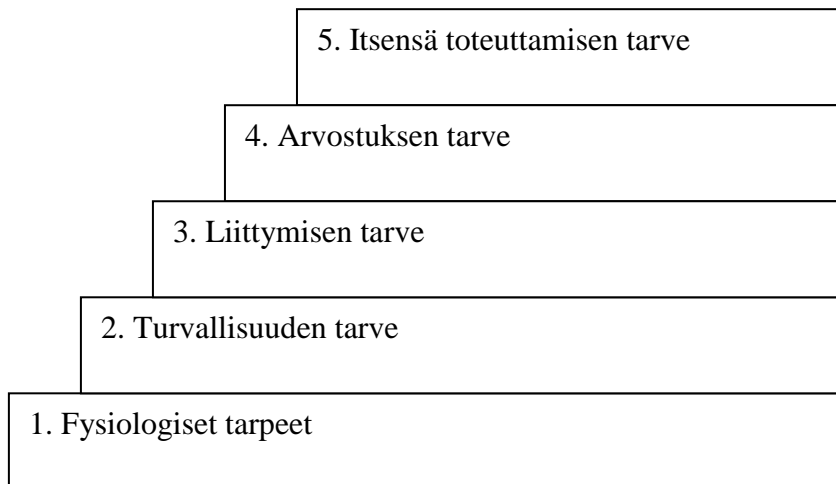 5. Itsensä toteuttamisen tarve
4. Arvostuksen tarve
3. Liittymisen tarve
2. Turvallisuuden tarve
1. Fysiologiset tarpeet